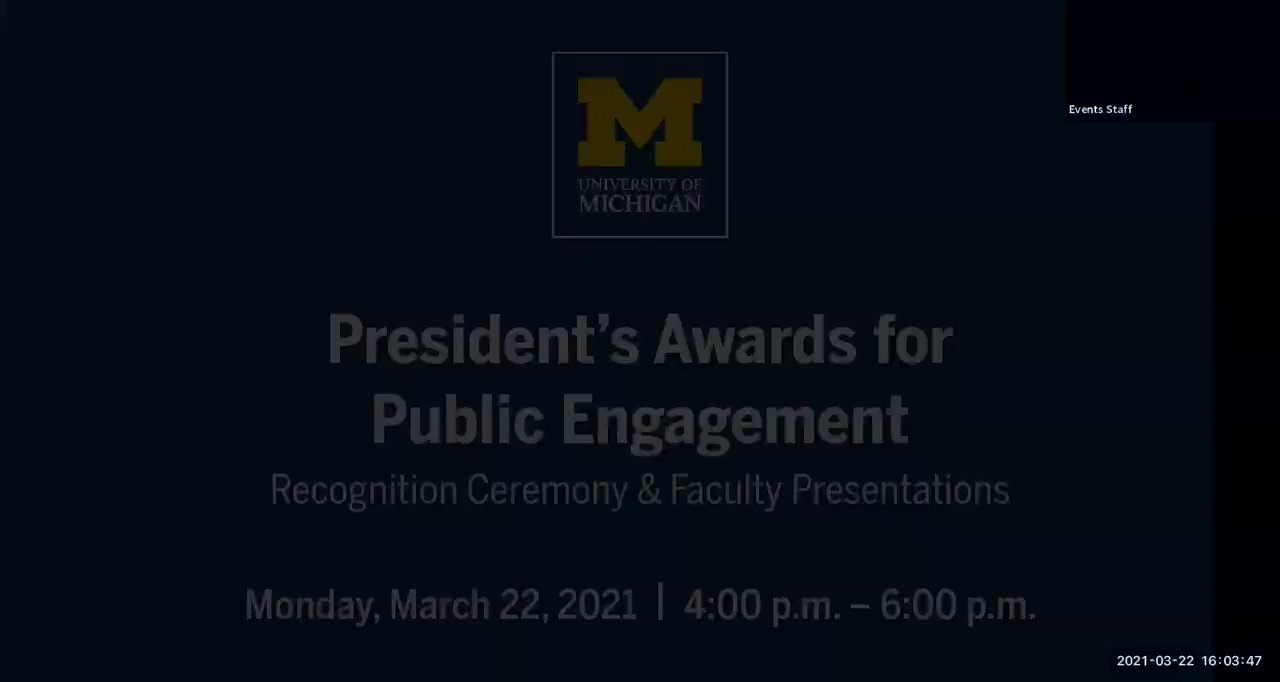 M
UNIVERSITY OF
MICHIGAN
Events Staff
President’s Awards for
Public Engagement
Recognition Ceremony & Faculty Presentations
Monday, March 22, 2021 | 4:00 p.m. – 6:00 p.m.
2021-03-22 16:03:47